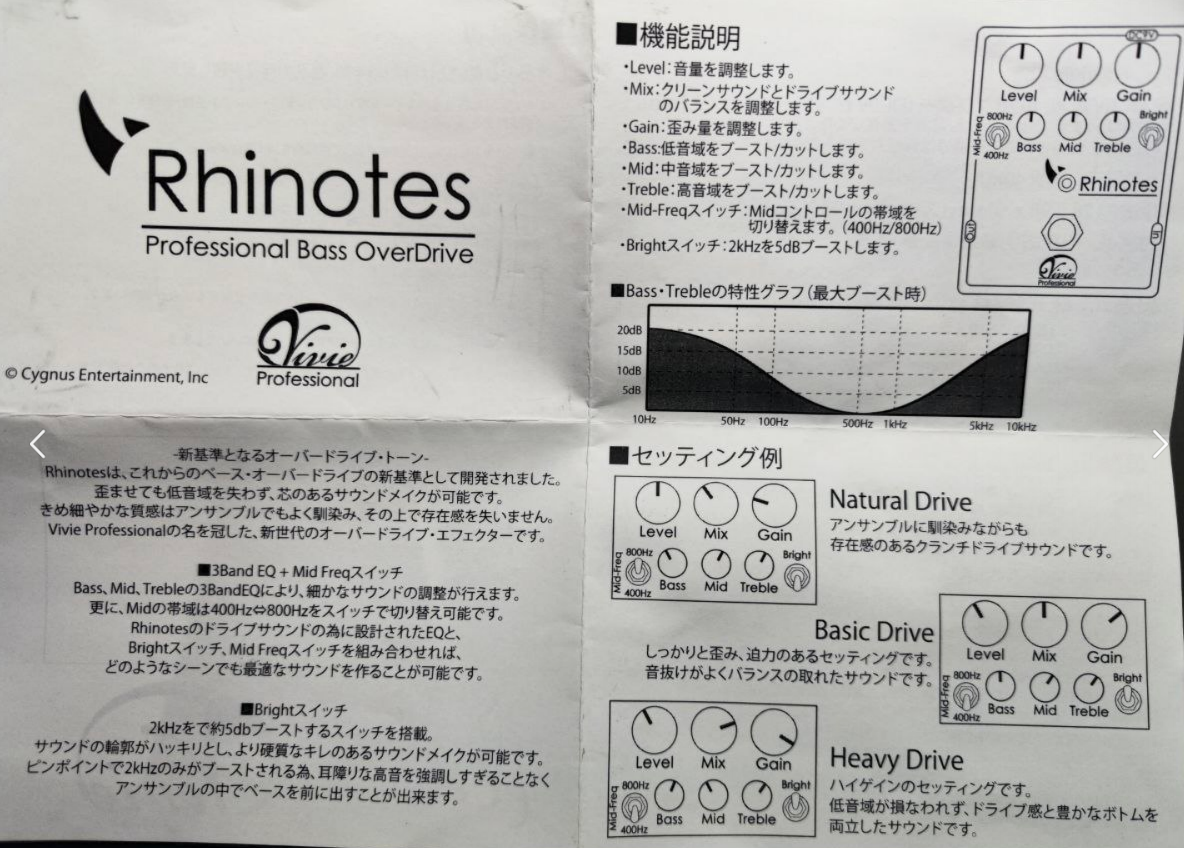 Rhinotes
Professional Bass OverDrive
Vivie
Professional
© Cygnus Entertainment, Inc
-新基準となるオーバードライブ・トーン-
Rhinotesは、これからのベース・オーバードライブの新基準として開発されました。
歪ませても低音域を失わず、芯のあるサウンドメイクが可能です。
きめ細やかな質感はアンサンブルでもよく馴染み、その上で存在感を失いません。
Vivie Professionalの名を冠した、新世代のオーバードライブ・エフェクターです。
■3Band EQ + Mid Freqスイッチ
Bass、Mid、Trebleの3BandEQにより、細かなサウンドの調整が行えます。
更に、Midの帯域は400Hz⇔800Hzをスイッチで切り替え可能です。
Rhinotesのドライブサウンドの為に設計されたEQと、
Brightスイッチ、Mid Freqスイッチを組み合わせれば、
どのようなシーンでも最適なサウンドを作ることが可能です。
■Brightスイッチ
2kHzをで約5dbブーストするスイッチを搭載。
サウンドの輪郭がハッキリとし、より硬質なキレのあるサウンドメイクが可能です。
ピンポイントで2kHzのみがブーストされる為、耳障りな高音を強調しすぎることなく
アンサンブルの中でベースを前に出すことが出来ます。
■機能説明
・Level：音量を調整します。
・Mix：クリーンサウンドとドライブサウンド
のバランスを調整します。
・Gain：歪み量を調整します。
・Bass:低音域をブースト/カットします。
・Mid：中音域をブースト/カットします。
・Treble：高音域をブースト/カットします。
・Mid-Freqスイッチ：Midコントロールの帯域を
切り替えます。（400Hz/800Hz）
・Brightスイッチ：2kHzを5dBブーストします。
DC9V
Level Mix Gain
Mid-Freq 800Hz 400Hz Bass Mid Treble Bright
Rhinotes
Out In
Vivie
Professional
■Bass・Trebleの特性グラフ（最大ブースト時）
20dB
15dB
10dB
5dB
10Hz 50Hz 100Hz 500Hz 1kHz 5kHz 10kHz
■セッティング例
Level Mix Gain
Mid-Freq 800Hz 400Hz Bass Mid Treble Bright
Natural Drive
アンサンブルに馴染みながらも
存在感のあるクランチドライブサウンドです。
Basic Drive
しっかりと歪み、迫力のあるセッティングです。
音抜けがよくバランスの取れたサウンドです。
Level Mix Gain
Mid-Freq 800Hz 400Hz Bass Mid Treble Bright
Level Mix Gain
Mid-Freq 800Hz 400Hz Bass Mid Treble Bright
Heavy Drive
ハイゲインのセッティングです。
低音域が損なわれず、ドライブ感と豊かなボトムを
両立したサウンドです。